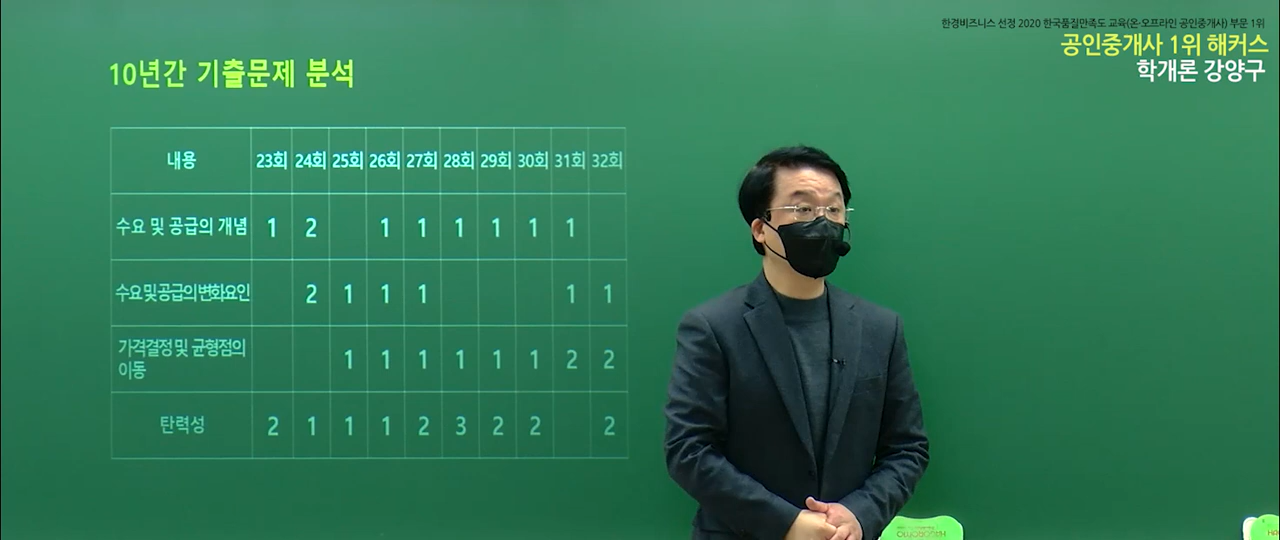 한경비즈니스 선정 2020 한국품질만족도 교육(온·오프라인 공인중개사) 부문 1위
공인중개사 1위 해커스
학개론 강양구
10년간 기출문제 분석
내용 23회 24회 25회 26회 27회 28회 29회 30회 31회 32회
수요 및 공급의 개념 1 2 1 1 1 1 1 1
수요및공급의변화요인 2 1 1 1 1 1
가격결정및 균형점의
이동 1 1 1 1 1 1 2 2
탄력성 2 1 1 1 2 3 2 2 2